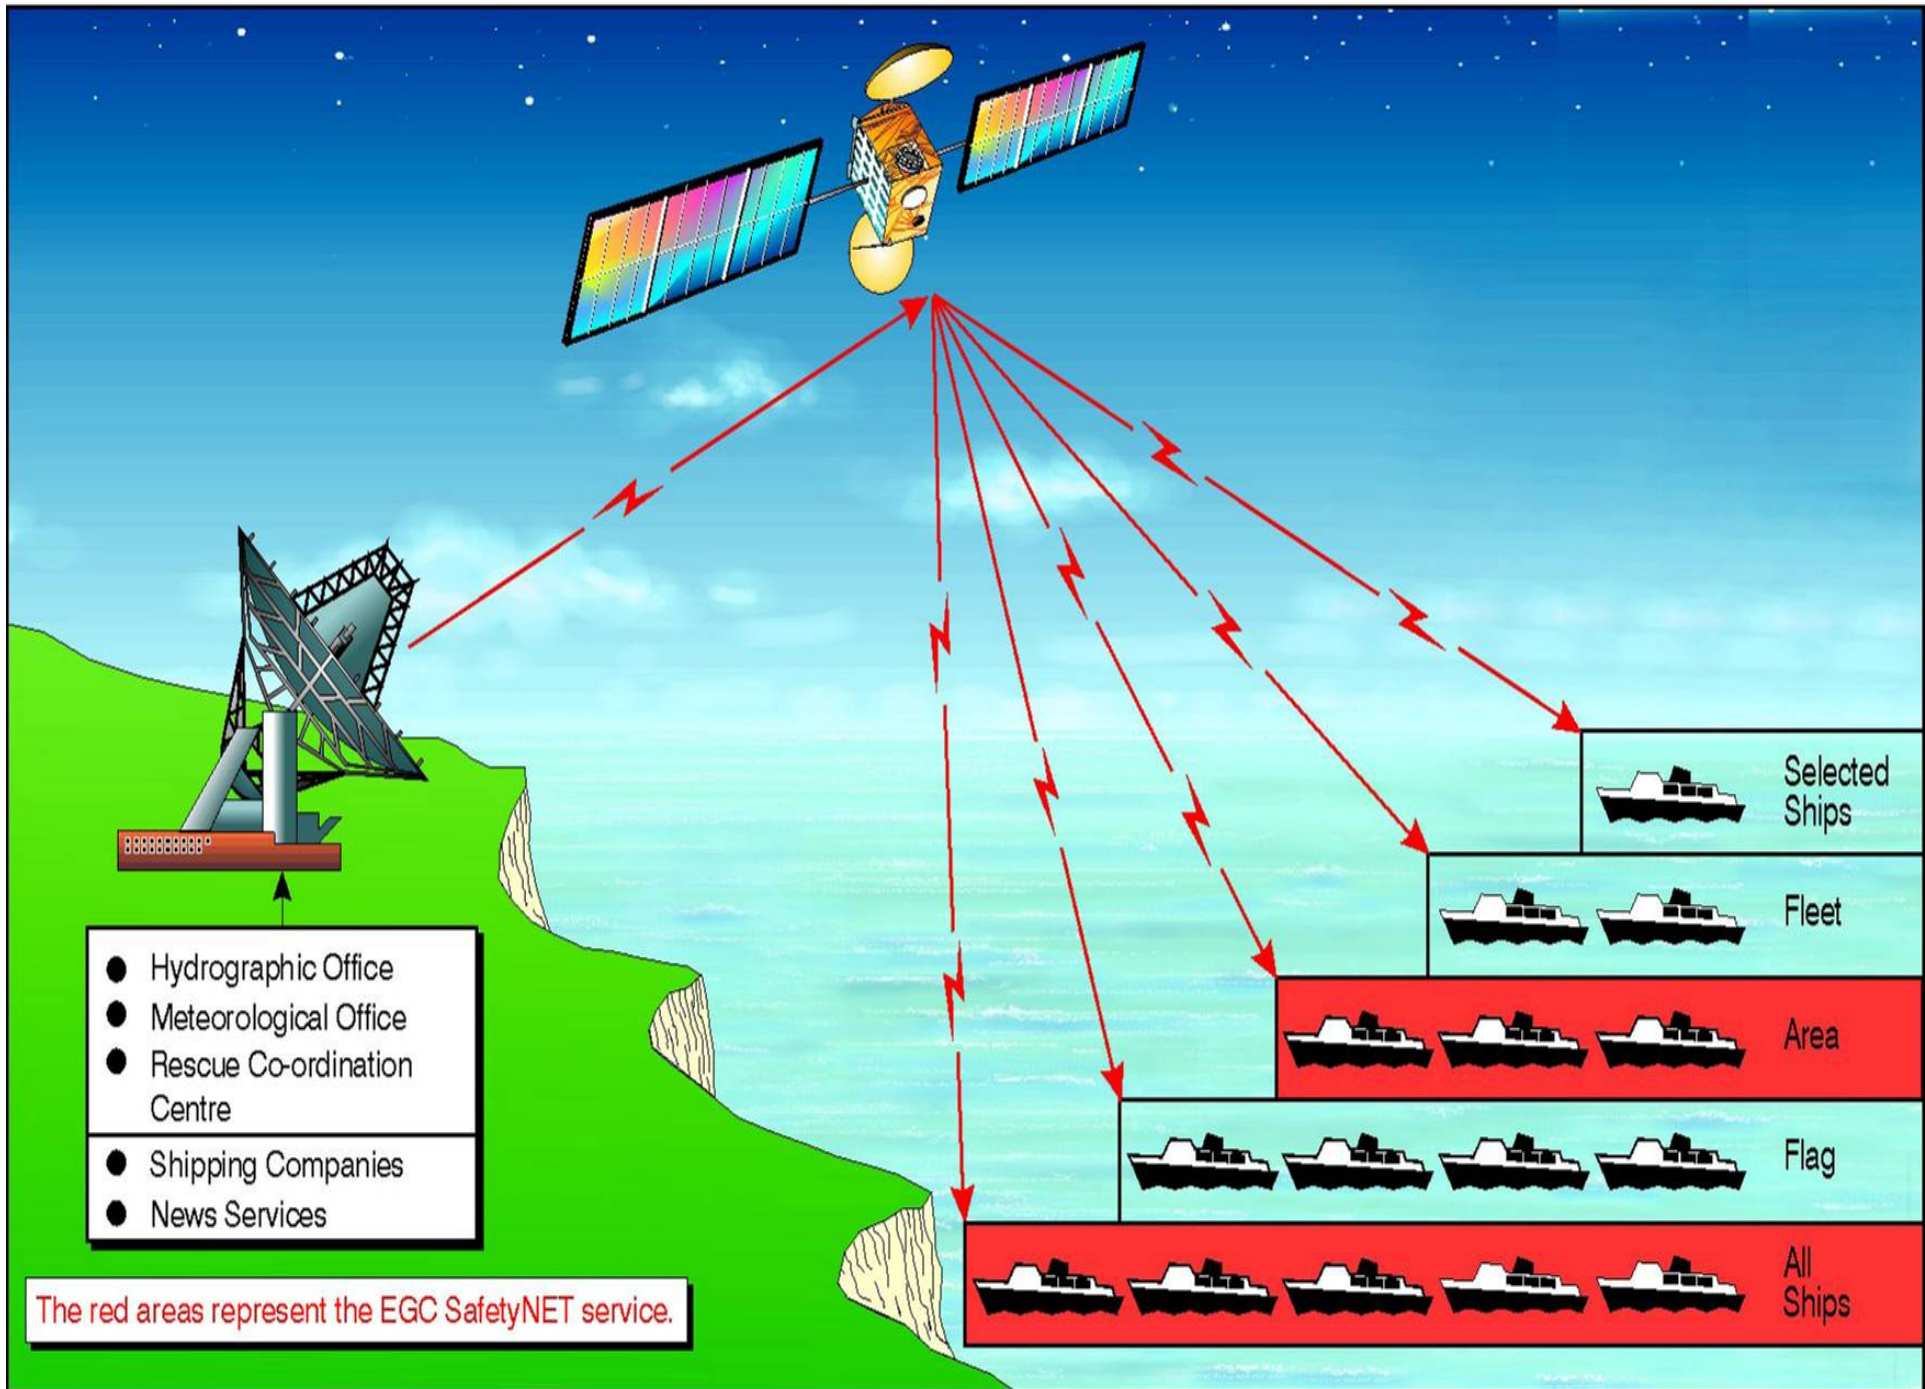 Selected
Ships
Fleet
Area
Flag
All
Ships
● Hydrographic Office
● Meteorological Office
● Rescue Co-ordination
Centre
● Shipping Companies
● News Services
The red areas represent the EGC SafetyNET service.